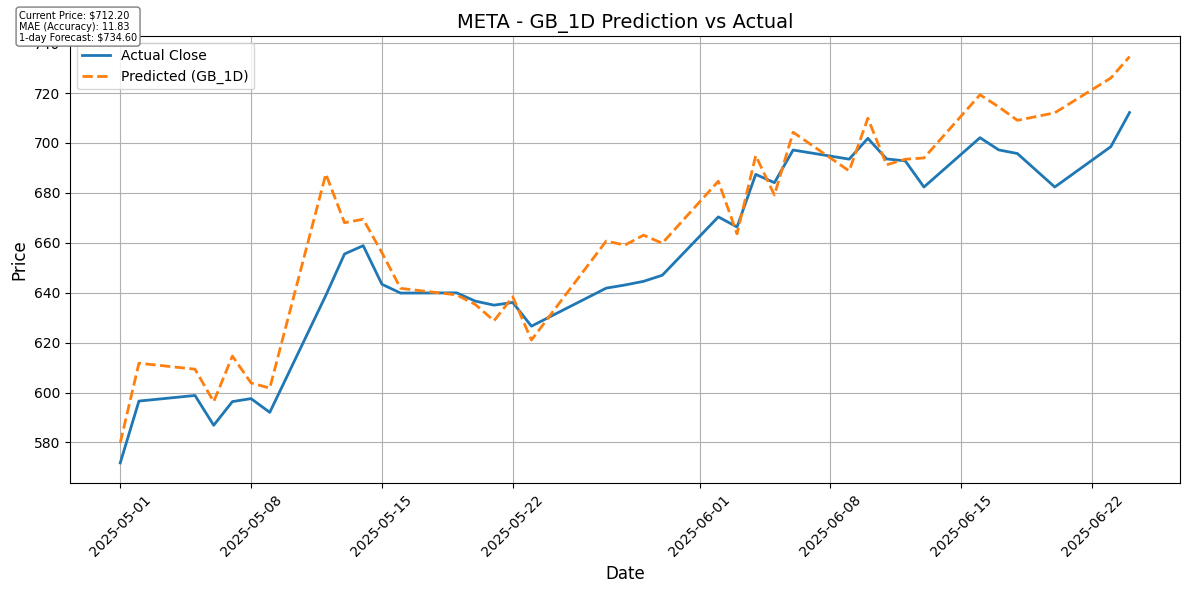 Current Price: $712.20
MAE (Accuracy): 11.83
1-day Forecast: $734.60
META - GB_1D Prediction vs Actual
Actual Close
Predicted (GB_1D)
Price
740
720
700
680
660
640
620
600
580
2025-05-01
2025-05-08
2025-05-15
2025-05-22
2025-06-01
2025-06-08
2025-06-15
2025-06-22
Date